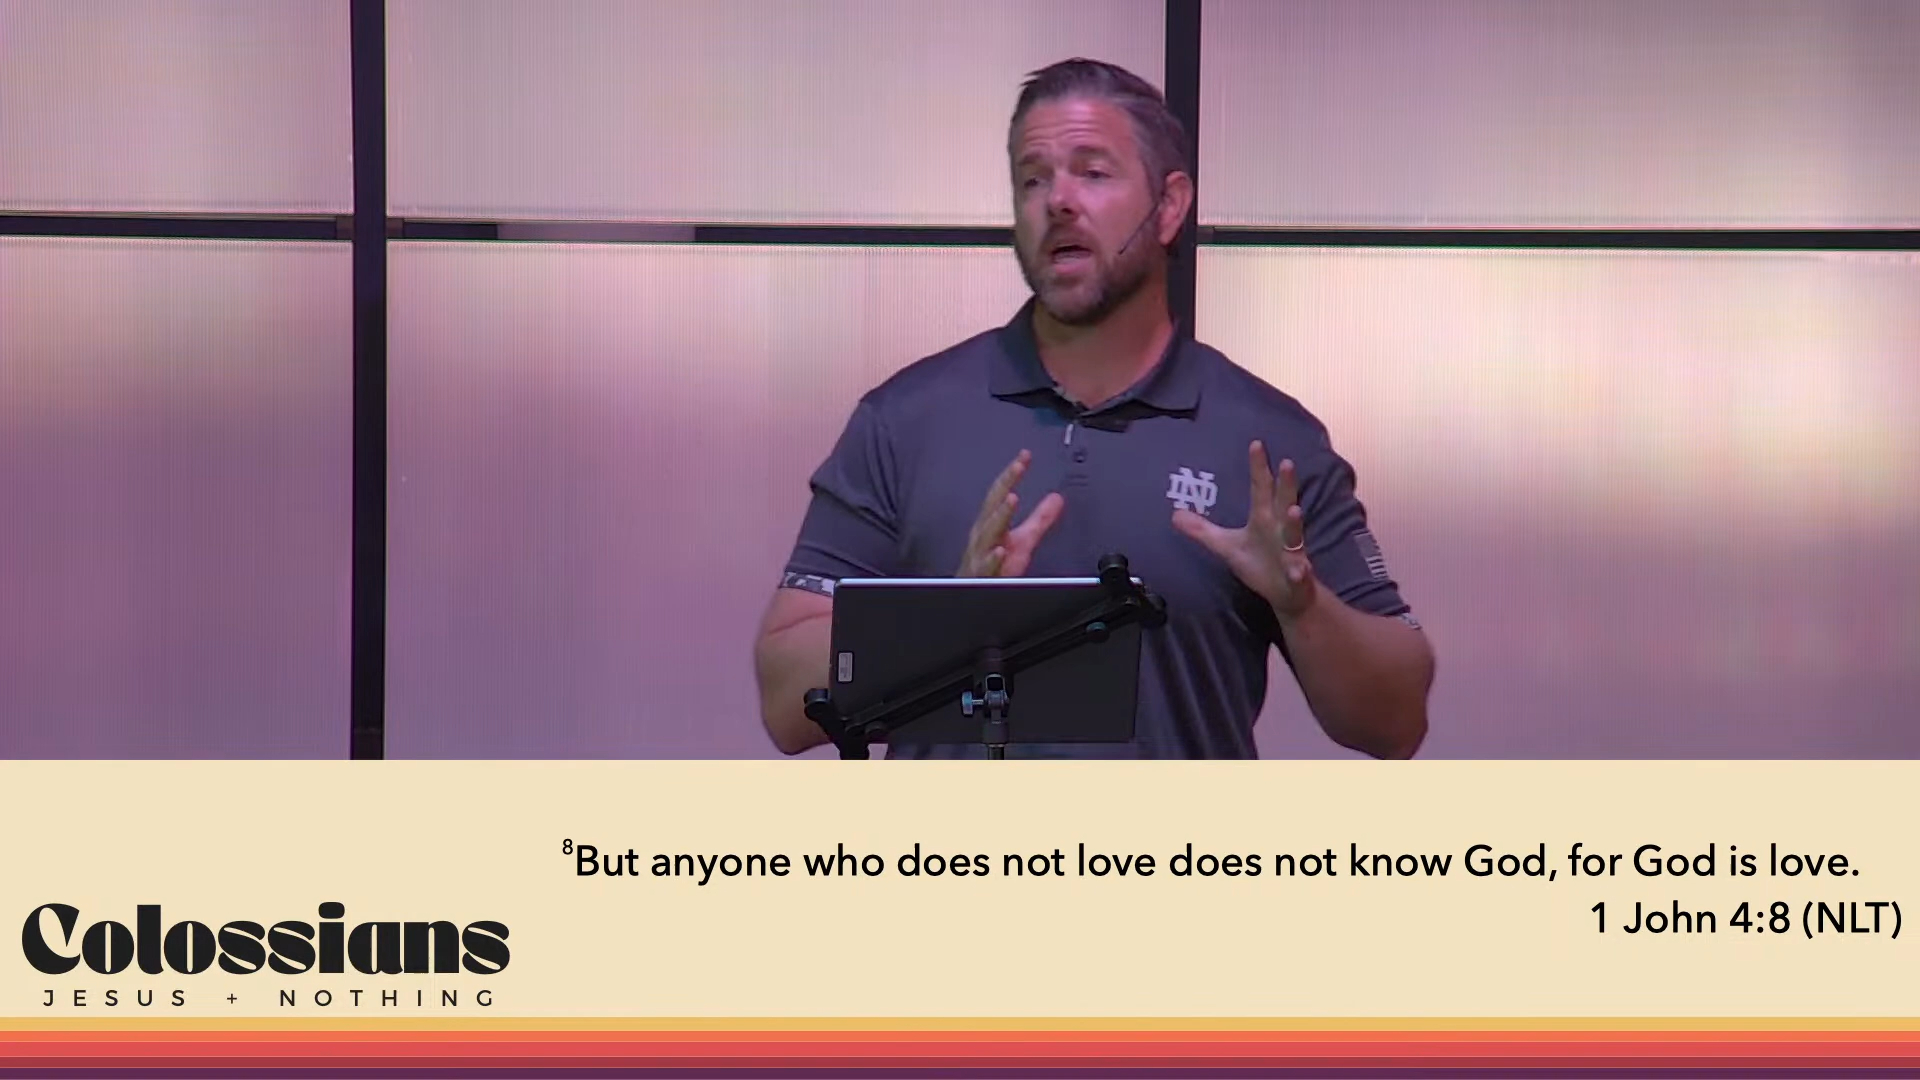 ND
⁸But anyone who does not love does not know God, for God is love.
1 John 4:8 (NLT)
Colossians
JESUS + NOTHING